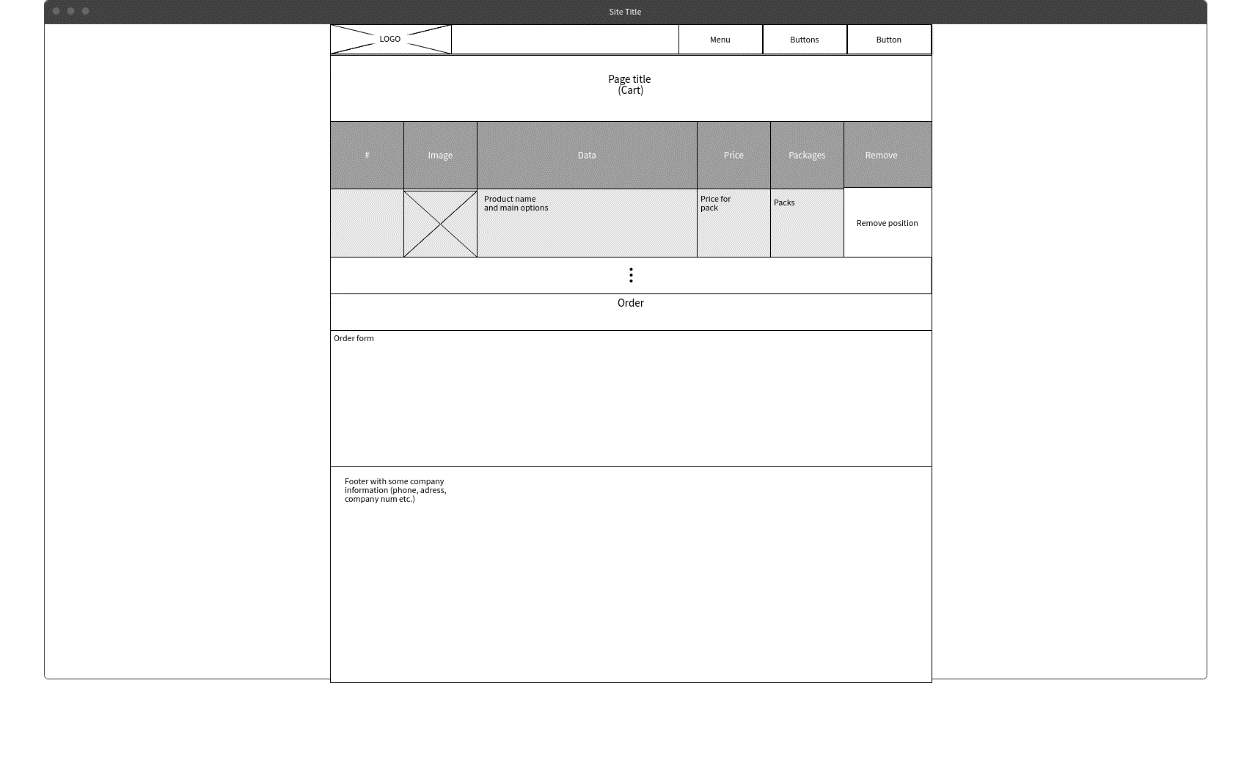 Site Title
LOGO
Menu
Buttons
Button
Page title
(Cart)
#
Image
Data
Price
Packages
Remove
Product name
and main options
Price for
pack
Packs
Remove position
Order
Order form
Footer with some company
information (phone, adress,
company num etc.)